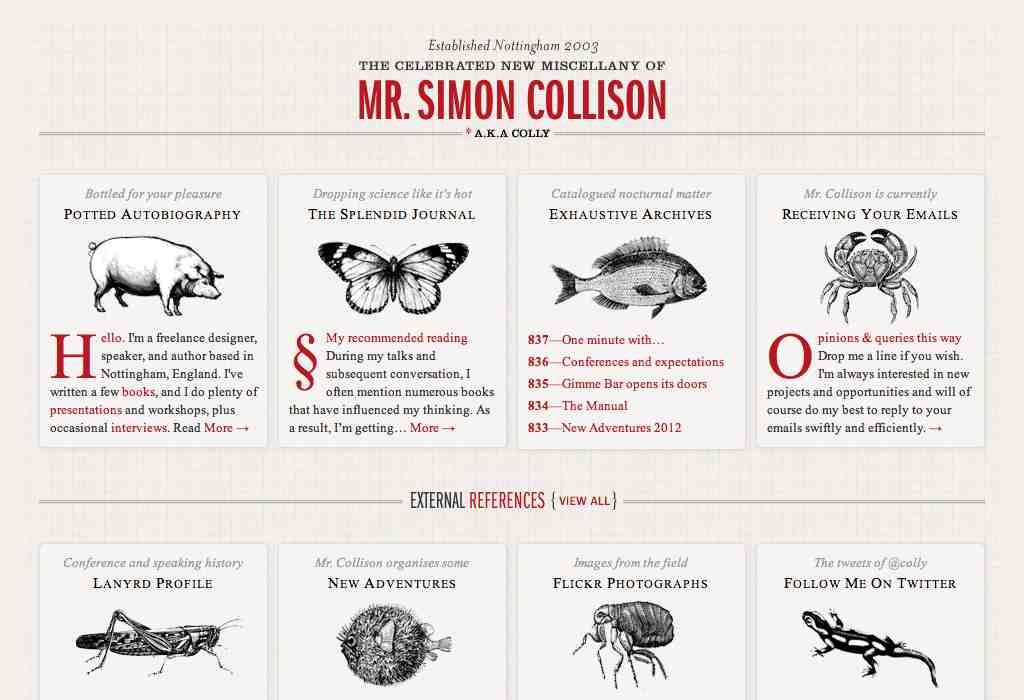 Established Nottingham 2003
THE CELEBRATED NEW MISCELLANY OF
MR. SIMON COLLISON
* A.K.A COLLY
Bottled for your pleasure
POTTED AUTOBIOGRAPHY
Hello. I'm a freelance designer,
speaker, and author based in
Nottingham, England. I've
written a few books, and I do plenty of
presentations and workshops, plus
occasional interviews. Read More →
Dropping science like it's hot
THE SPLENDID JOURNAL
§ My recommended reading
During my talks and
subsequent conversation, I
often mention numerous books
that have influenced my thinking. As
a result, I'm getting… More →
Catalogued nocturnal matter
EXHAUSTIVE ARCHIVES
837—One minute with…
836—Conferences and expectations
835—Gimme Bar opens its doors
834—The Manual
833—New Adventures 2012
Mr. Collison is currently
RECEIVING YOUR EMAILS
Opinions & queries this way
Drop me a line if you wish.
I'm always interested in new
projects and opportunities and will of
course do my best to reply to your
emails swiftly and efficiently. →
EXTERNAL REFERENCES { VIEW ALL }
Conference and speaking history
LANYRD PROFILE
Mr. Collison organises some
NEW ADVENTURES
Images from the field
FLICKR PHOTOGRAPHS
The tweets of @colly
FOLLOW ME ON TWITTER